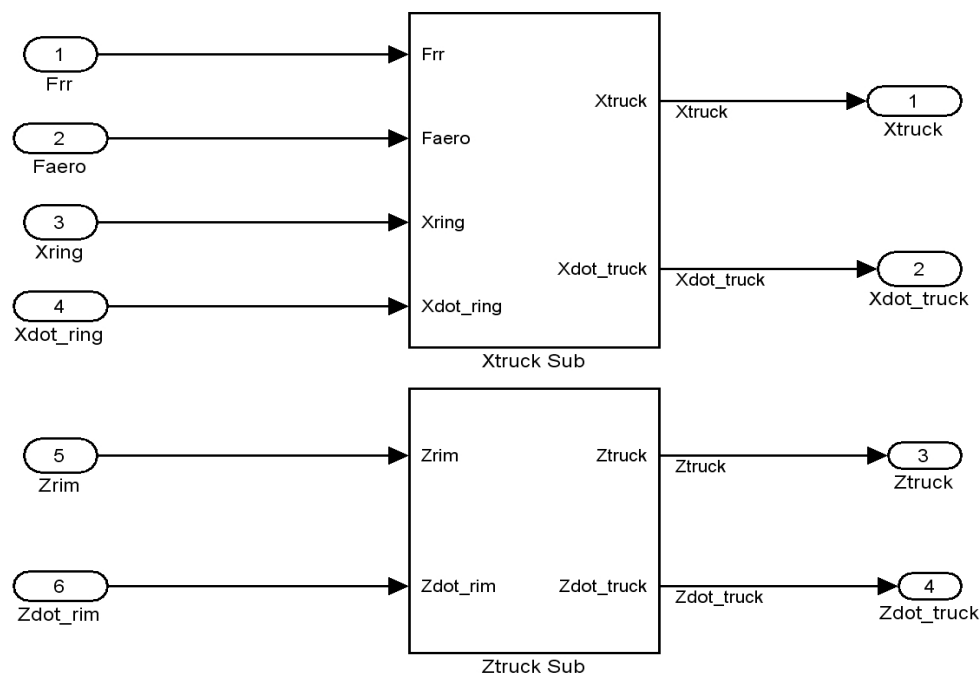 1
Frr
2
Faero
3
Xring
4
Xdot_ring
Frr
Faero
Xring
Xdot_ring
Xtruck
Xdot_truck
Xtruck Sub
Xtruck
Xdot_truck
1
Xtruck
2
Xdot_truck
5
Zrim
6
Zdot_rim
Zrim
Zdot_rim
Ztruck
Zdot_truck
Ztruck Sub
Ztruck
Zdot_truck
3
Ztruck
4
Zdot_truck